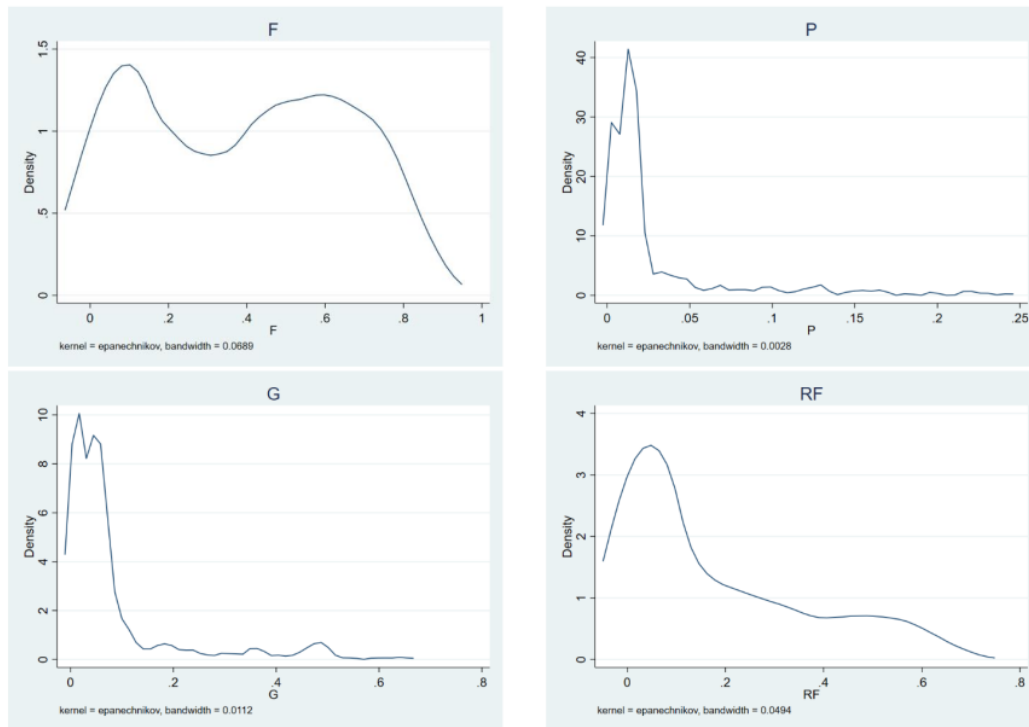 F
Density
0 .5 1 1.5
0 .2 .4 .6 .8 1
F
kernel = epanechnikov, bandwidth = 0.0689
P
Density
0 10 20 30 40
0 .05 .1 .15 .2 .25
P
kernel = epanechnikov, bandwidth = 0.0028
G
Density
0 2 4 6 8 10
0 .2 .4 .6 .8
G
kernel = epanechnikov, bandwidth = 0.0112
RF
Density
0 1 2 3 4
0 .2 .4 .6 .8
RF
kernel = epanechnikov, bandwidth = 0.0494